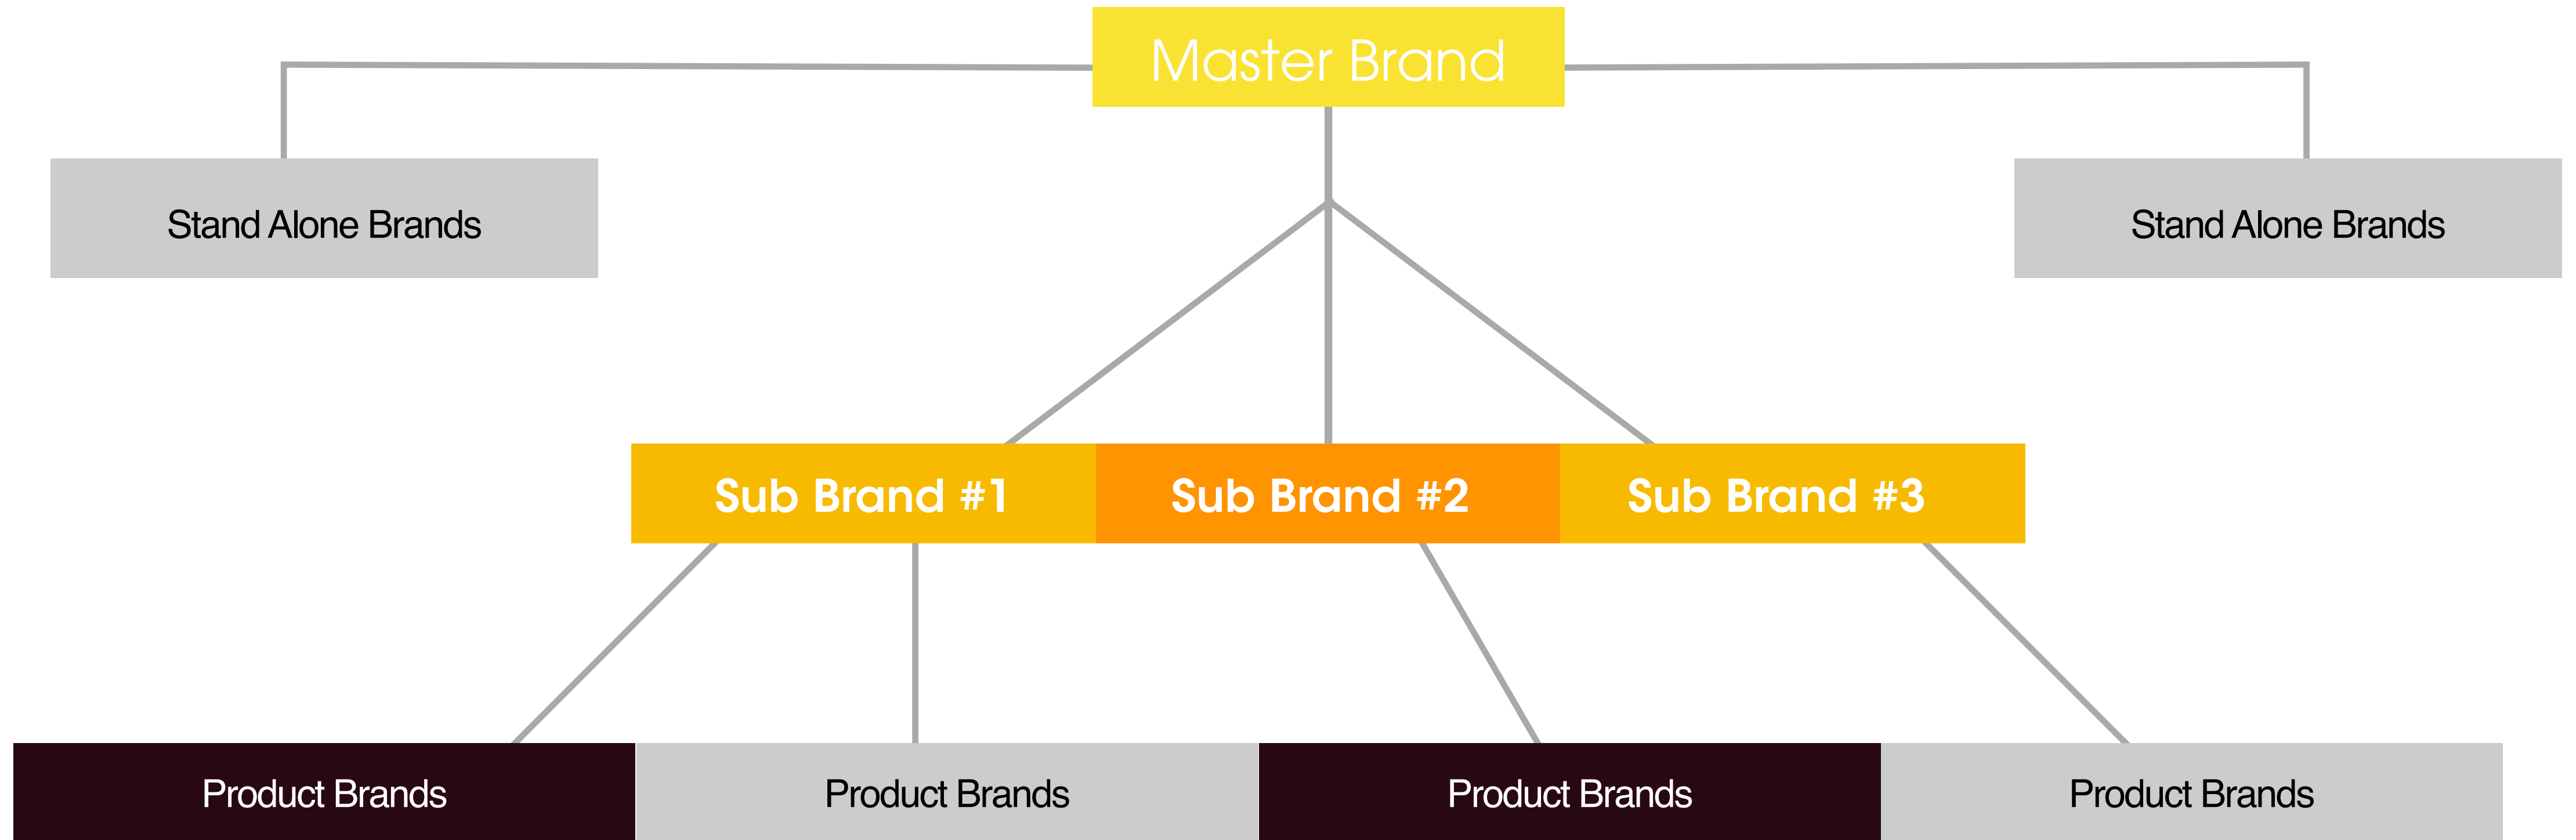 Master Brand
Stand Alone Brands
Stand Alone Brands
Sub Brand #1
Sub Brand #2
Sub Brand #3
Product Brands
Product Brands
Product Brands
Product Brands